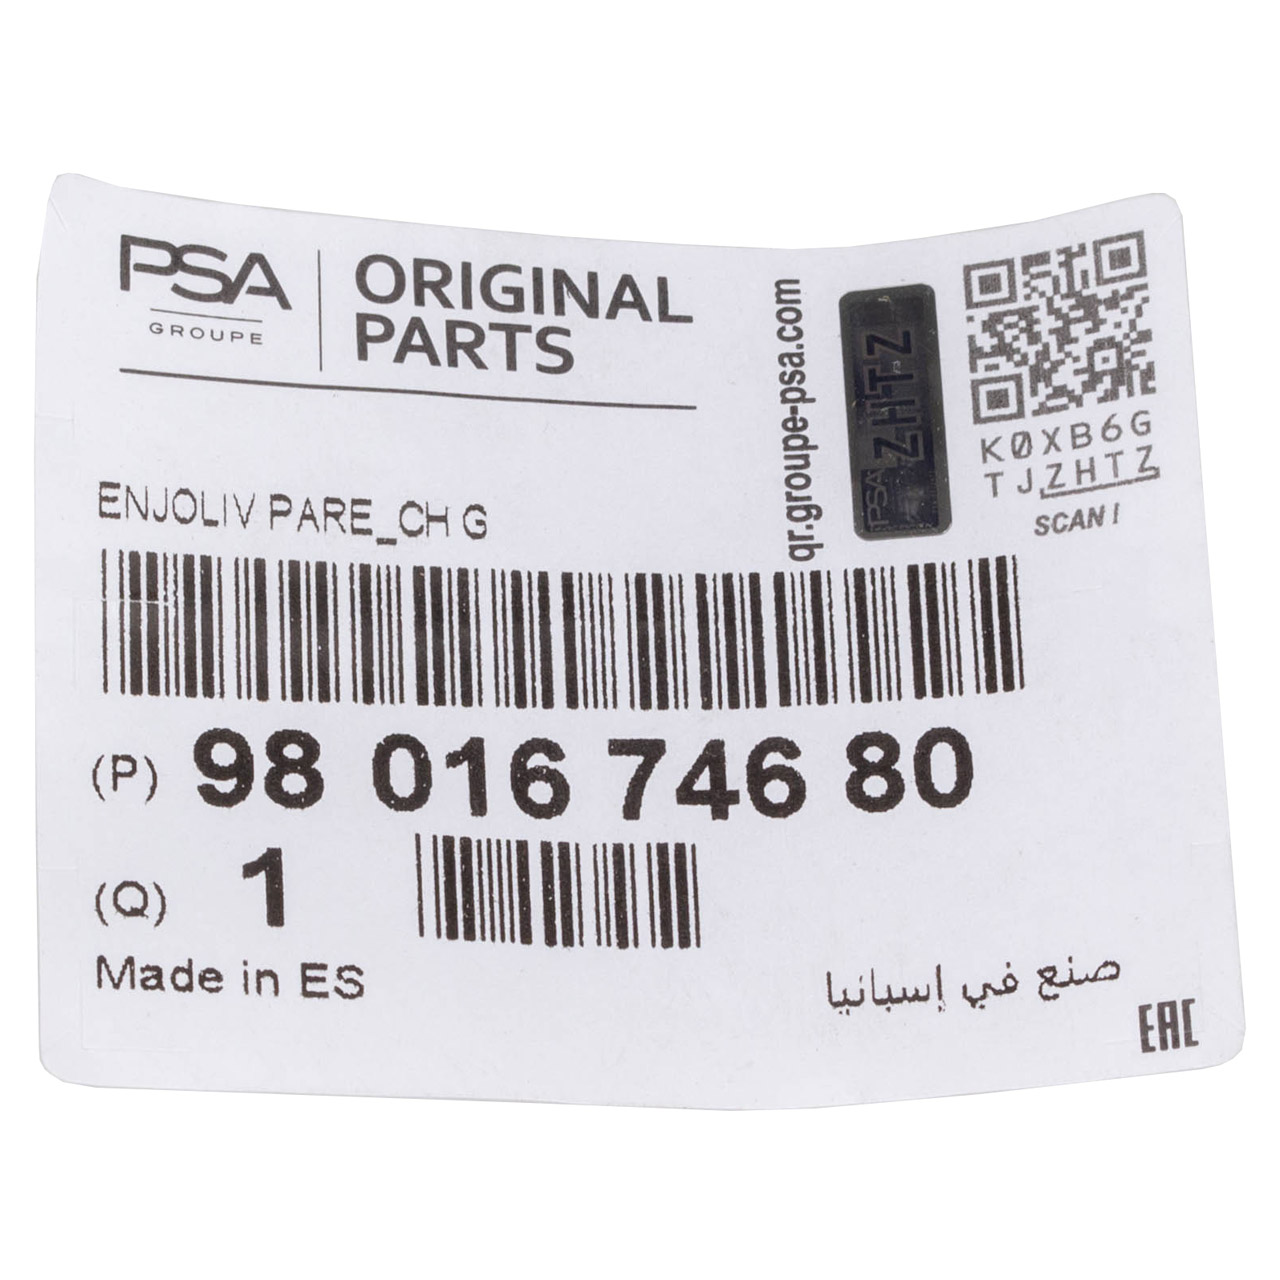 PSA
GROUPE
ORIGINAL
PARTS
qr.groupe-psa.com
PSA ZHTZ
K0XB6G
TJZHTZ
SCAN !
ENJOLIV PARE_CH G
(P) 98 016 746 80
(Q) 1
Made in ES
صنع في إسبانيا
EAC